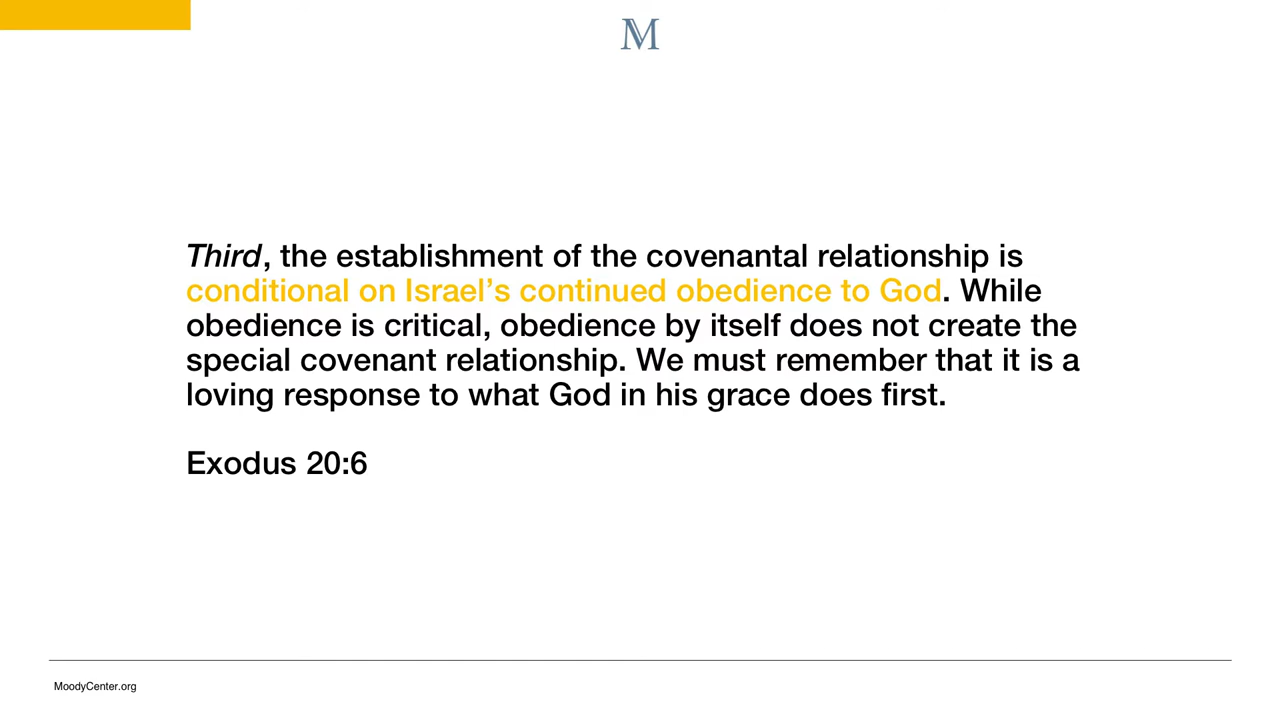 M
Third, the establishment of the covenantal relationship is
conditional on Israel’s continued obedience to God. While
obedience is critical, obedience by itself does not create the
special covenant relationship. We must remember that it is a
loving response to what God in his grace does first.
Exodus 20:6
MoodyCenter.org